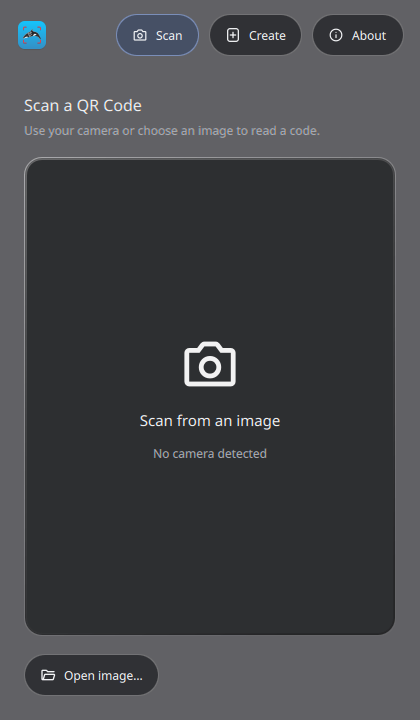 Scan
Create
About
Scan a QR Code
Use your camera or choose an image to read a code.
Scan from an image
No camera detected
Open image...